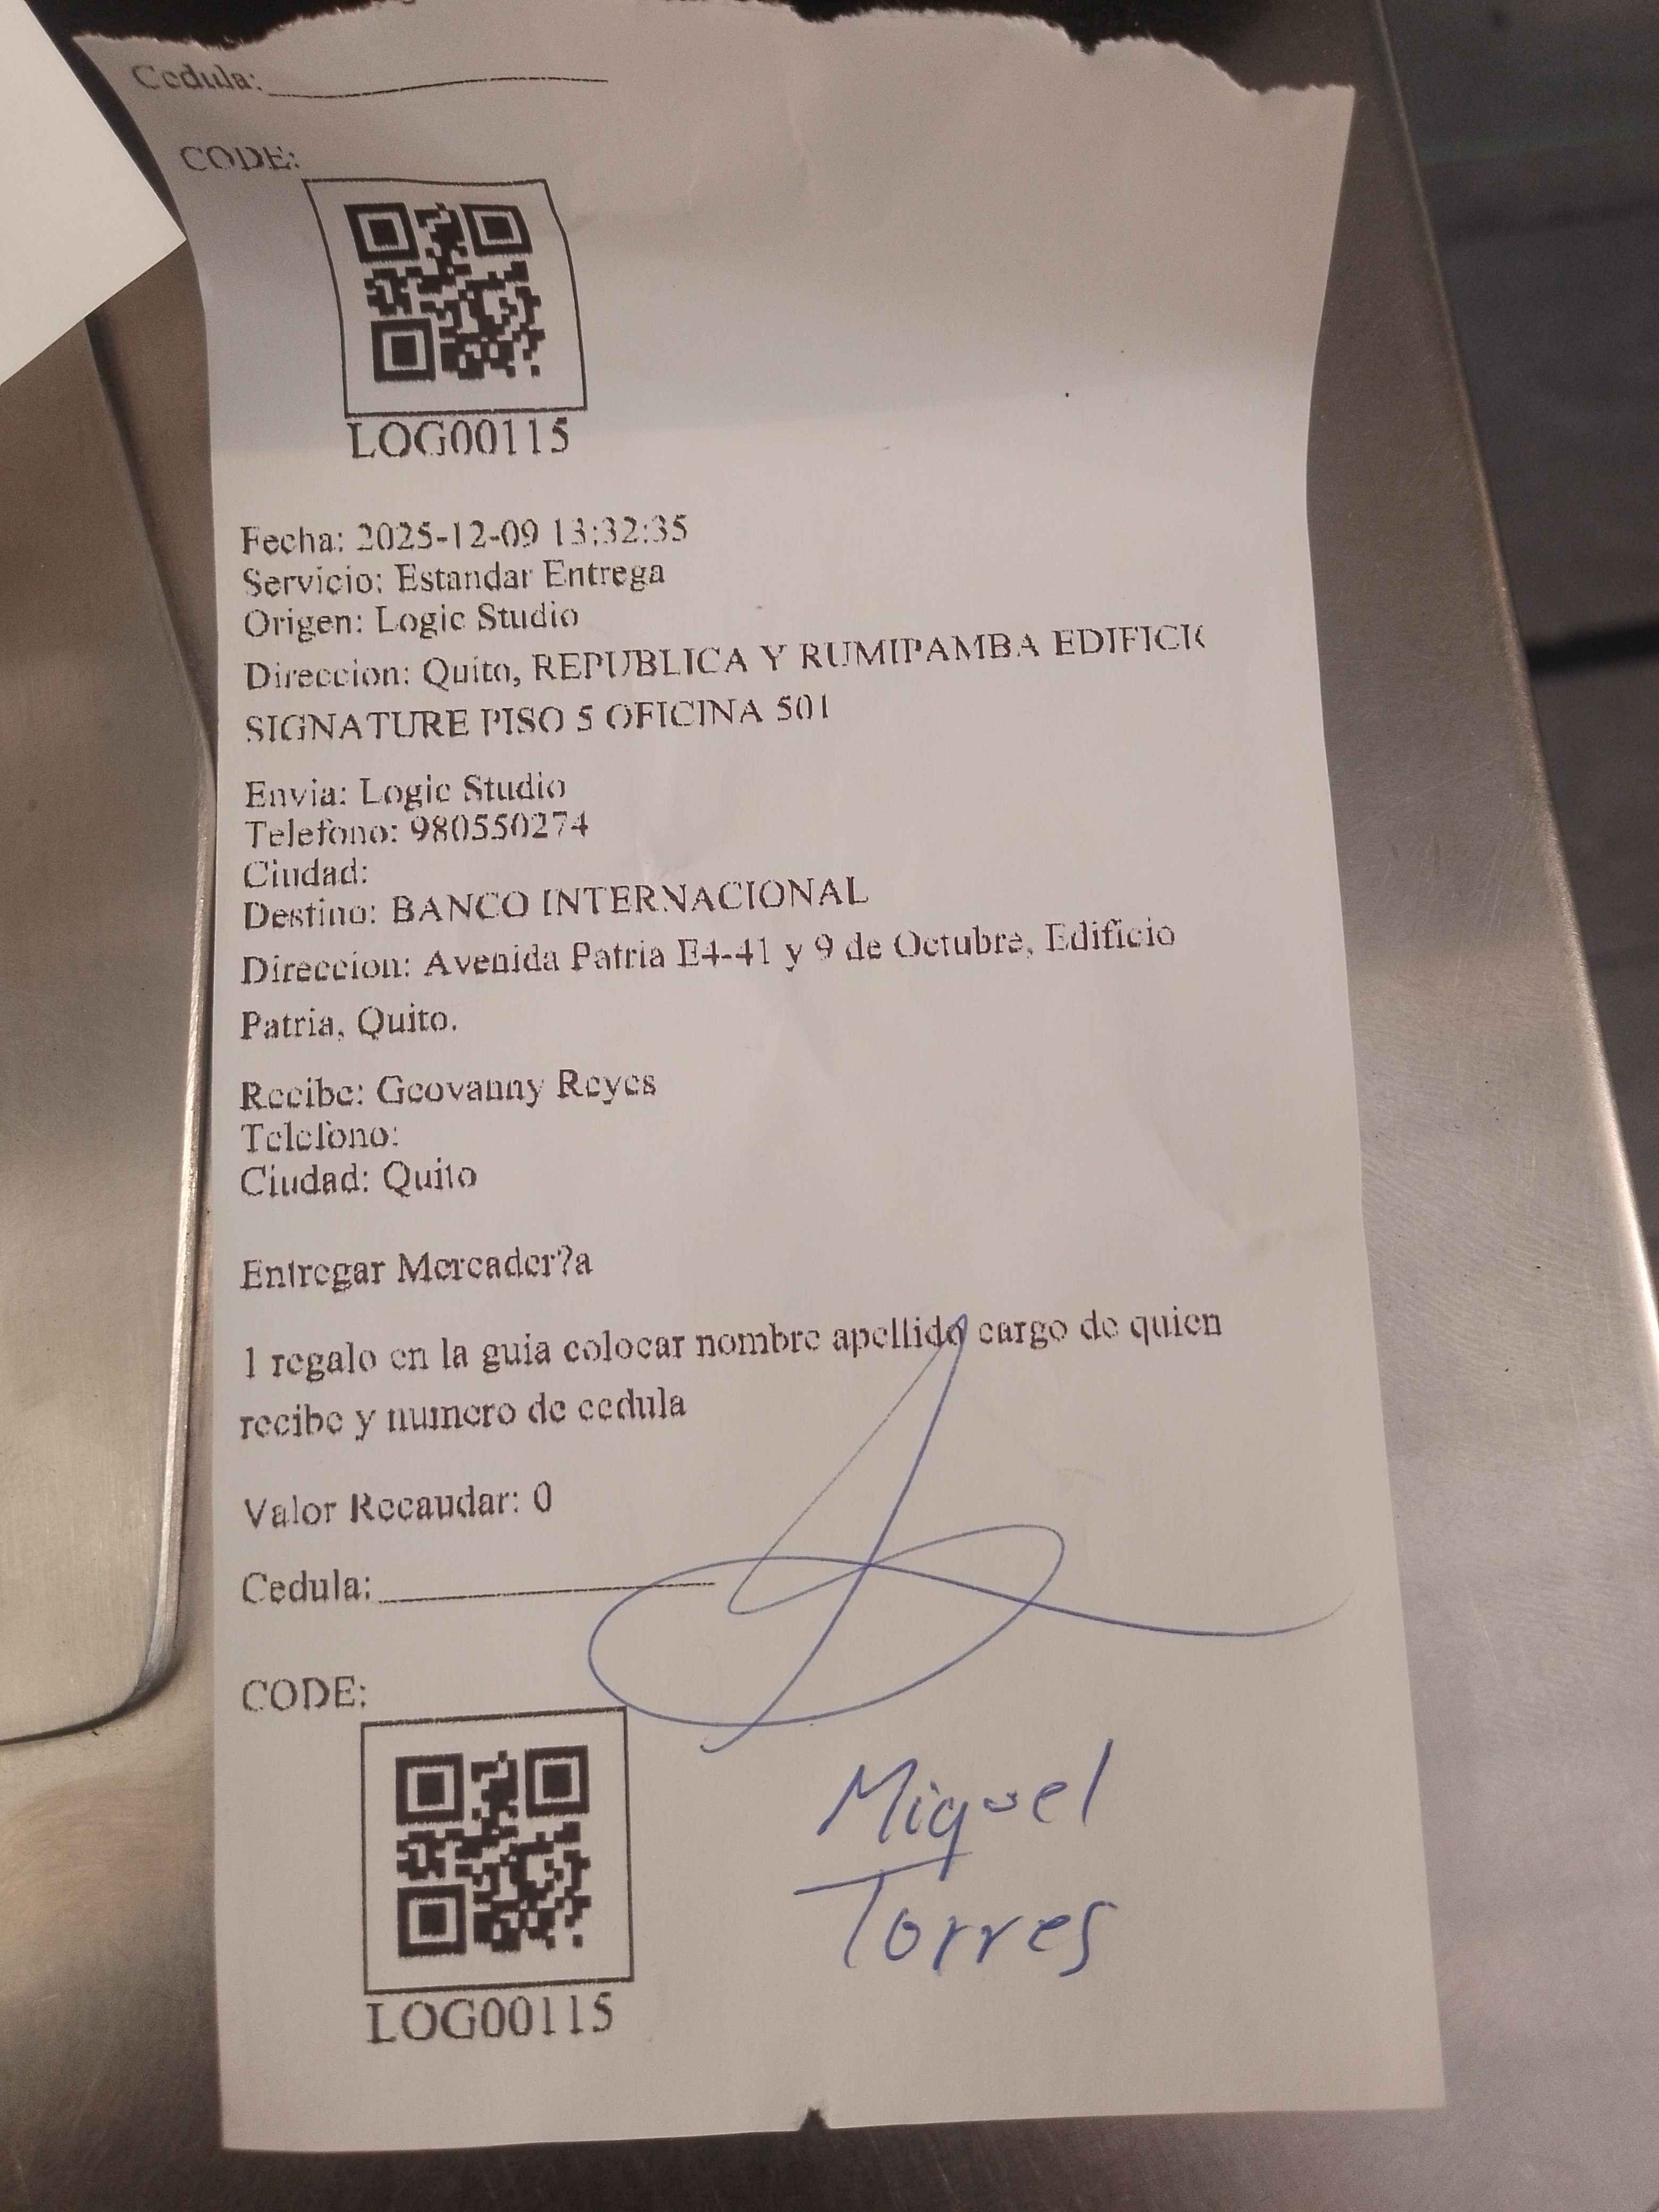 Cedula:
CODE:
LOG00115
Fecha: 2025-12-09 13:32:35
Servicio: Estandar Entrega
Origen: Logic Studio
Direccion: Quito, REPUBLICA Y RUMIPAMBA EDIFICI
SIGNATURE PISO 5 OFICINA 501
Envia: Logic Studio
Telefono: 980550274
Ciudad:
Destino: BANCO INTERNACIONAL
Direccion: Avenida Patria E4-41 y 9 de Octubre, Edificio
Patria, Quito.
Recibe: Geovanny Reyes
Telefono:
Ciudad: Quito
Entregar Mercader?a
1 regalo en la guia colocar nombre apellido cargo de quien
recibe y numero de cedula
Valor Recaudar: 0
Cedula:
CODE:
Miguel
Torres
LOG00115